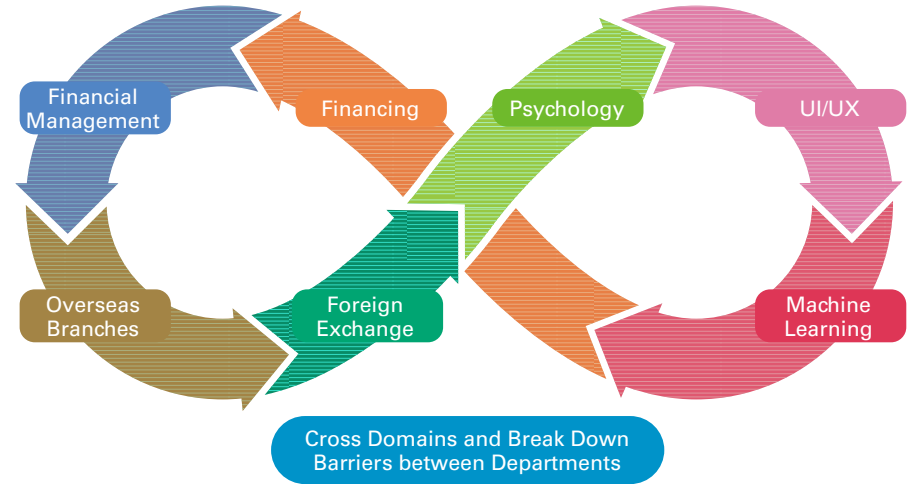 Financial
Management
Financing
Psychology
UI/UX
Overseas
Branches
Foreign
Exchange
Machine
Learning
Cross Domains and Break Down
Barriers between Departments